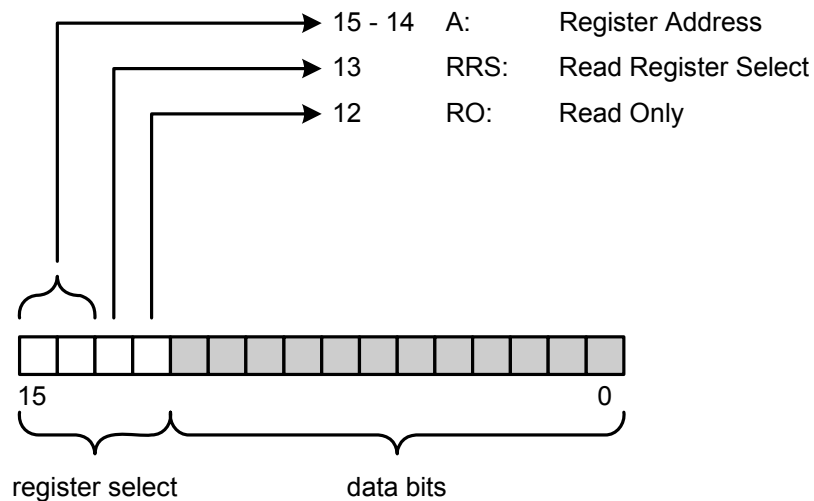 15 - 14 A: Register Address
13 RRS: Read Register Select
12 RO: Read Only
15 0
register select data bits